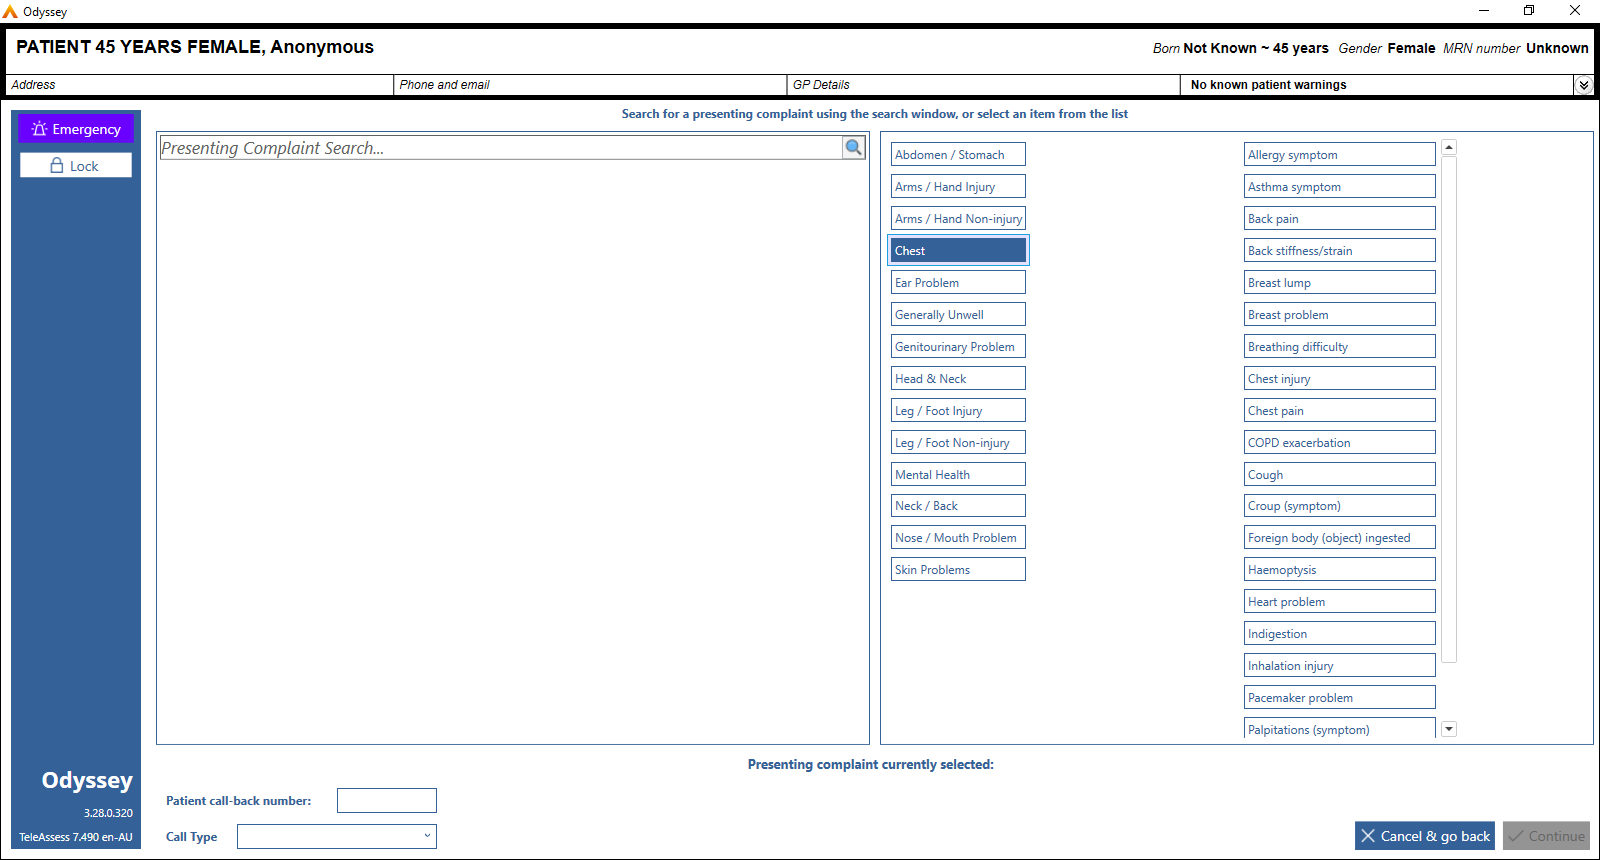 Odyssey
PATIENT 45 YEARS FEMALE, Anonymous
Born Not Known ~ 45 years Gender Female MRN number Unknown
Address
Phone and email
GP Details
No known patient warnings
Emergency
Lock
Search for a presenting complaint using the search window, or select an item from the list
Presenting Complaint Search...
Abdomen / Stomach
Arms / Hand Injury
Arms / Hand Non-injury
Chest
Ear Problem
Generally Unwell
Genitourinary Problem
Head & Neck
Leg / Foot Injury
Leg / Foot Non-injury
Mental Health
Neck / Back
Nose / Mouth Problem
Skin Problems
Allergy symptom
Asthma symptom
Back pain
Back stiffness/strain
Breast lump
Breast problem
Breathing difficulty
Chest injury
Chest pain
COPD exacerbation
Cough
Croup (symptom)
Foreign body (object) ingested
Haemoptysis
Heart problem
Indigestion
Inhalation injury
Pacemaker problem
Palpitations (symptom)
Presenting complaint currently selected:
Odyssey
3.28.0.320
TeleAssess 7.490 en-AU
Patient call-back number:
Call Type
Cancel & go back
Continue